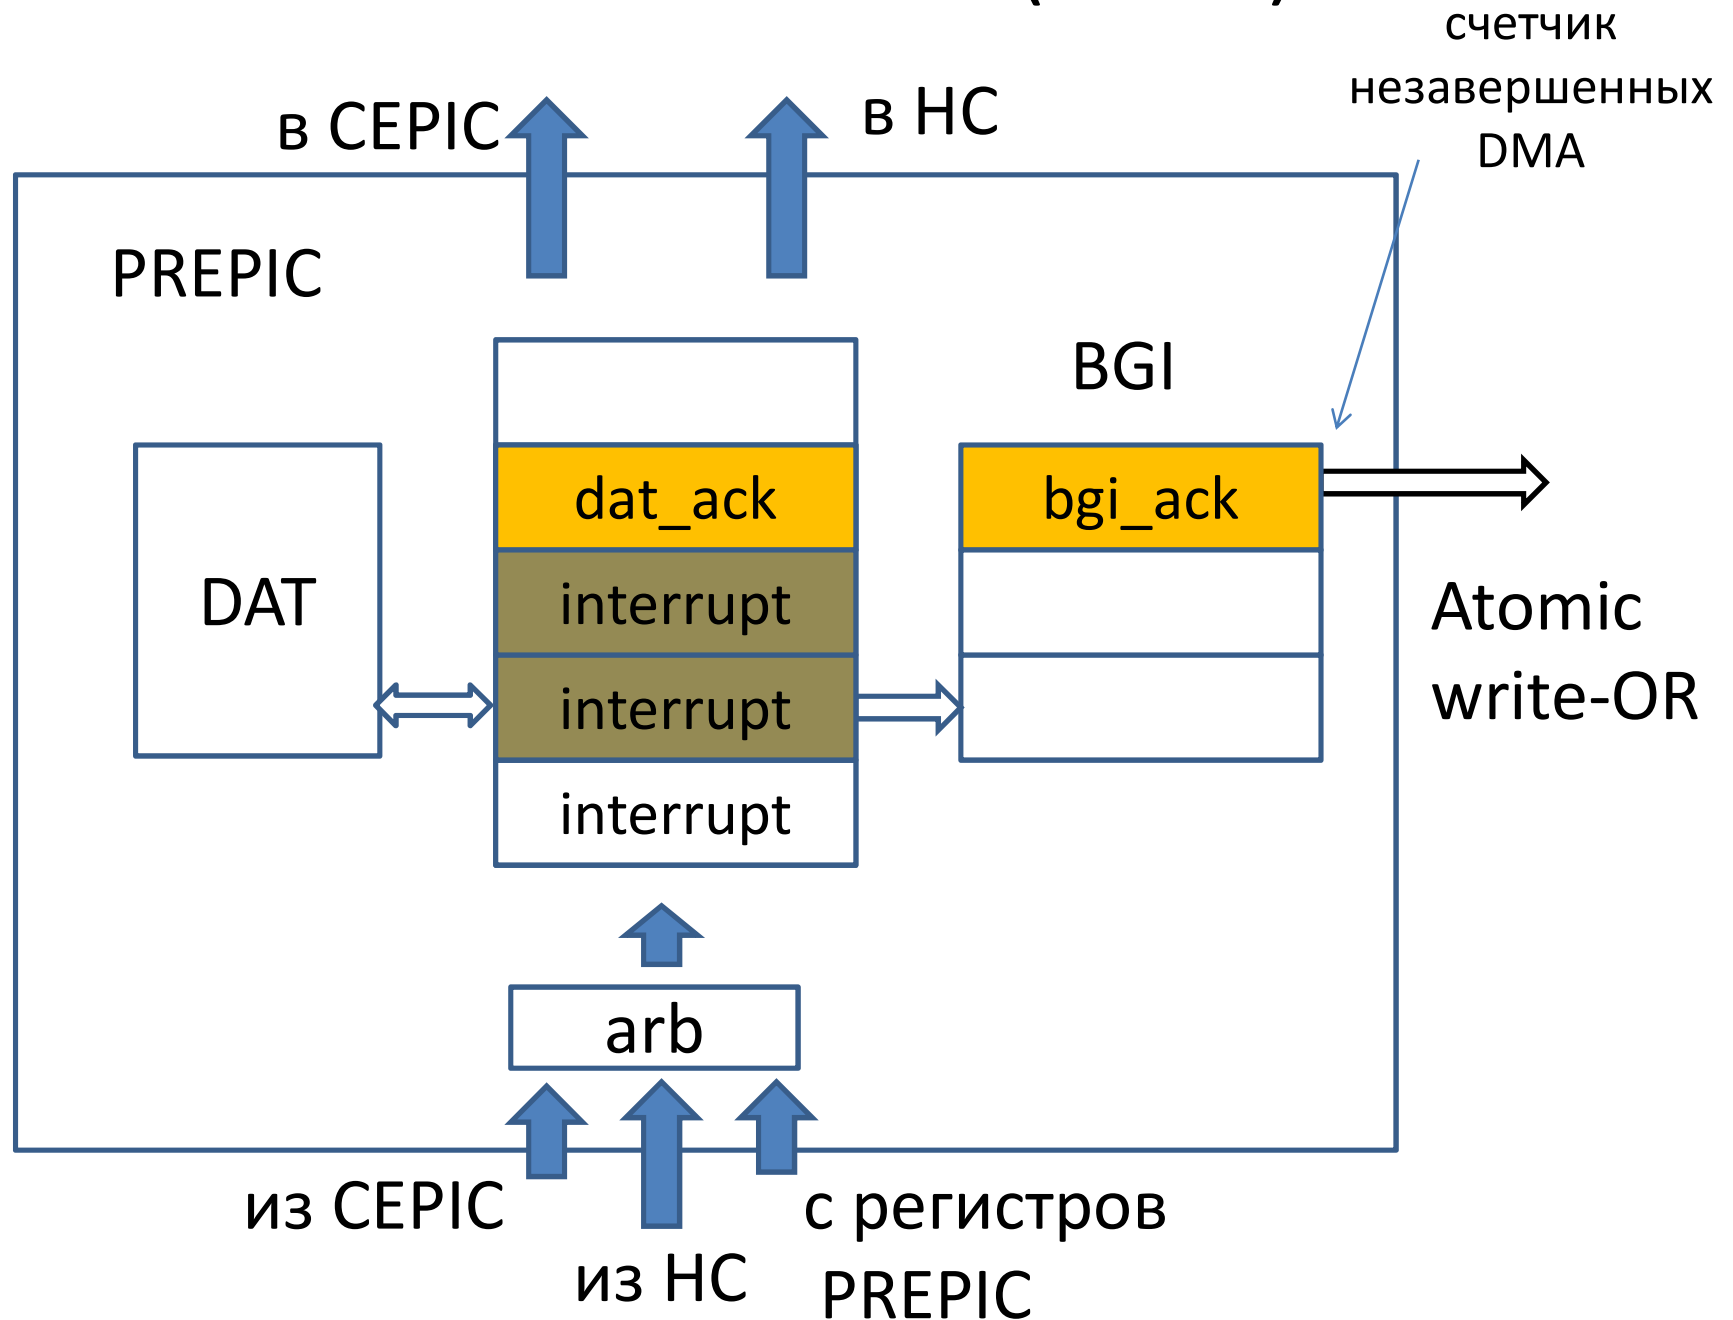 счетчик
незавершенных
DMA
в CEPIC
в НС
PREPIC
BGI
dat_ack
bgi_ack
DAT
interrupt
interrupt
interrupt
Atomic
write-OR
arb
из CEPIC
из НС
с регистров
PREPIC